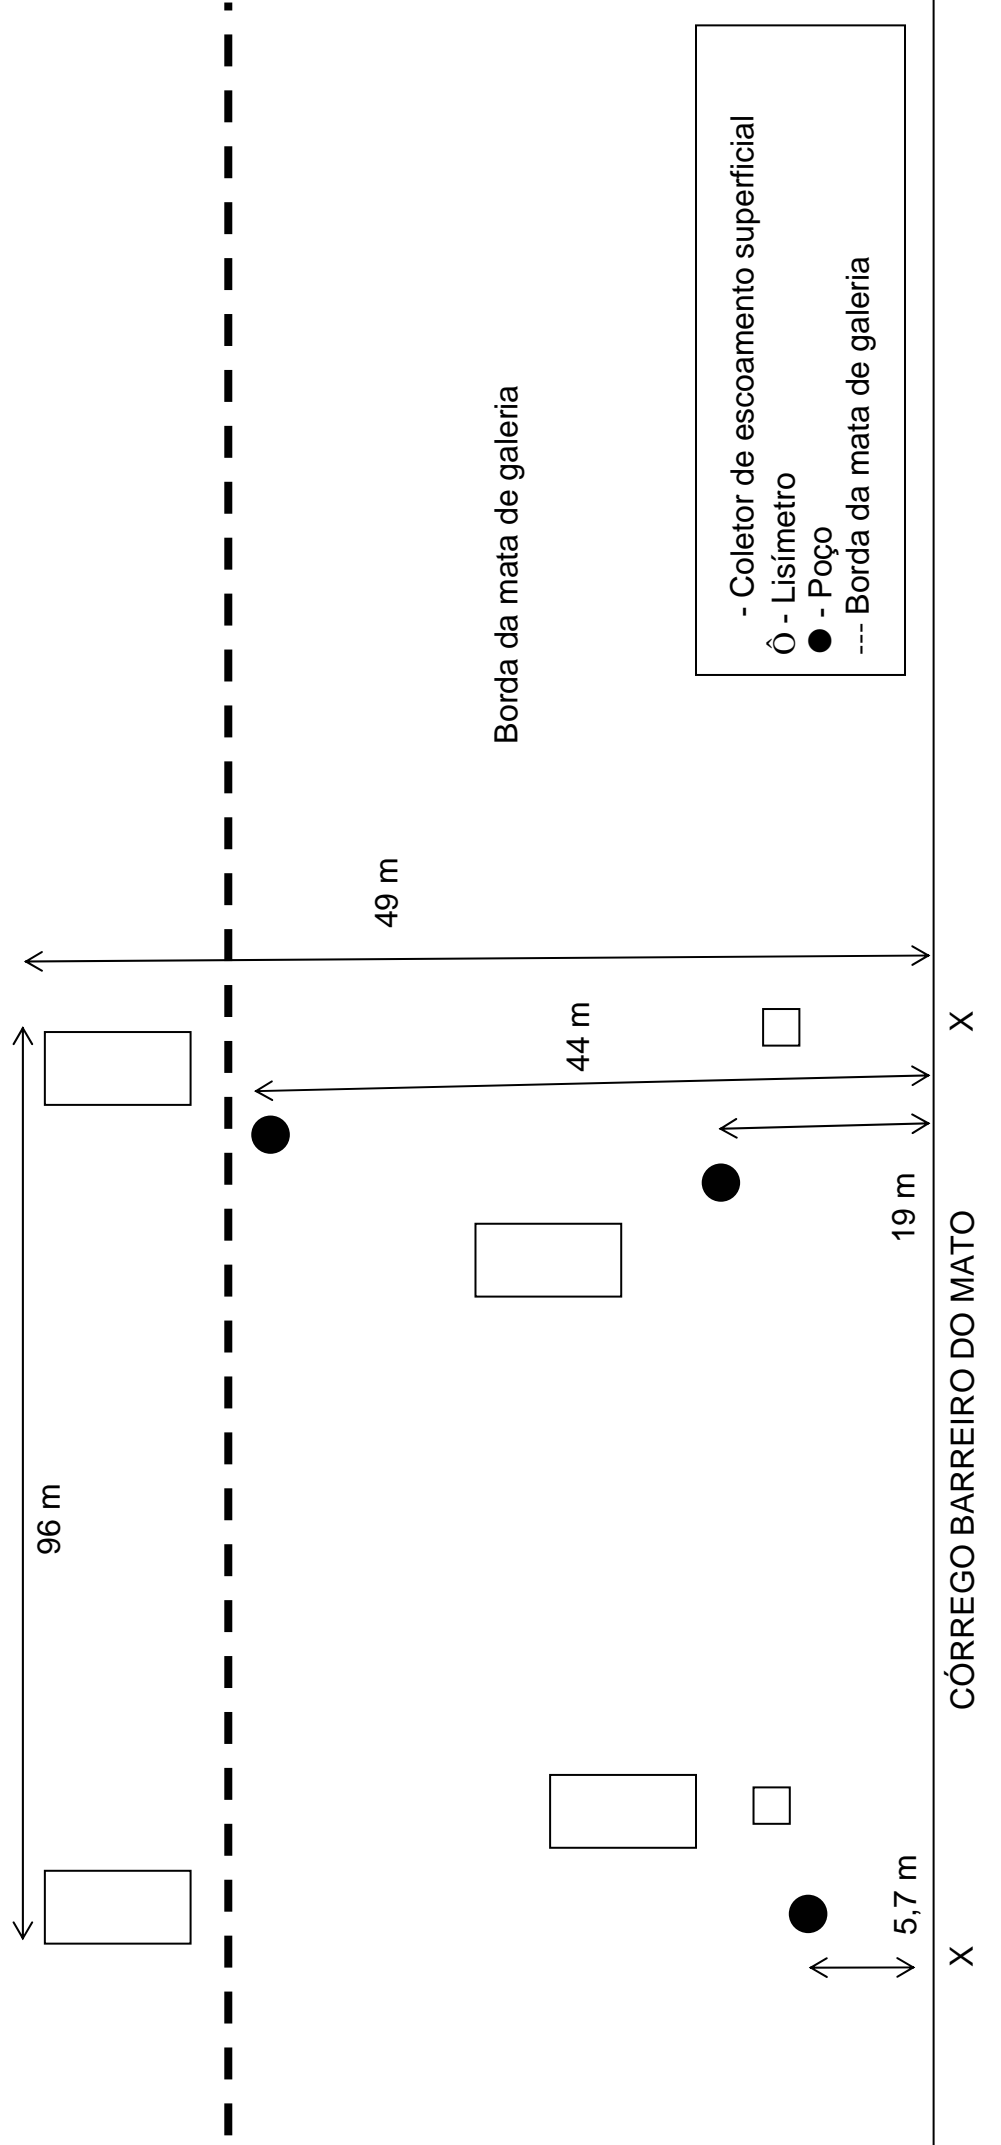 96 m
49 m
Borda da mata de galeria
44 m
- Coletor de escoamento superficial
Ô - Lisímetro
● - Poço
--- Borda da mata de galeria
19 m
5,7 m
X
CÓRREGO BARREIRO DO MATO
X